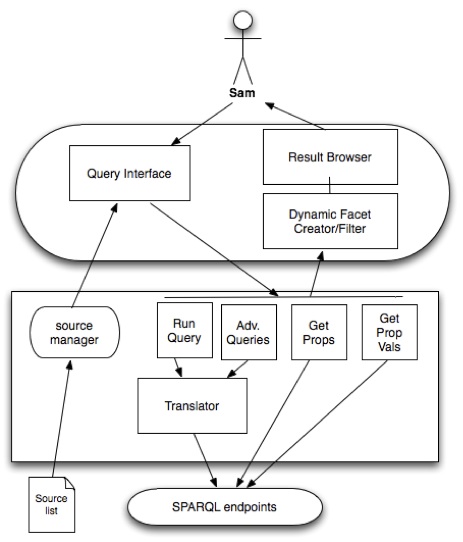 Sam
Query Interface
Result Browser
Dynamic Facet
Creator/Filter
source
manager
Run
Query
Adv.
Queries
Get
Props
Get
Prop
Vals
Translator
Source
list
SPARQL endpoints